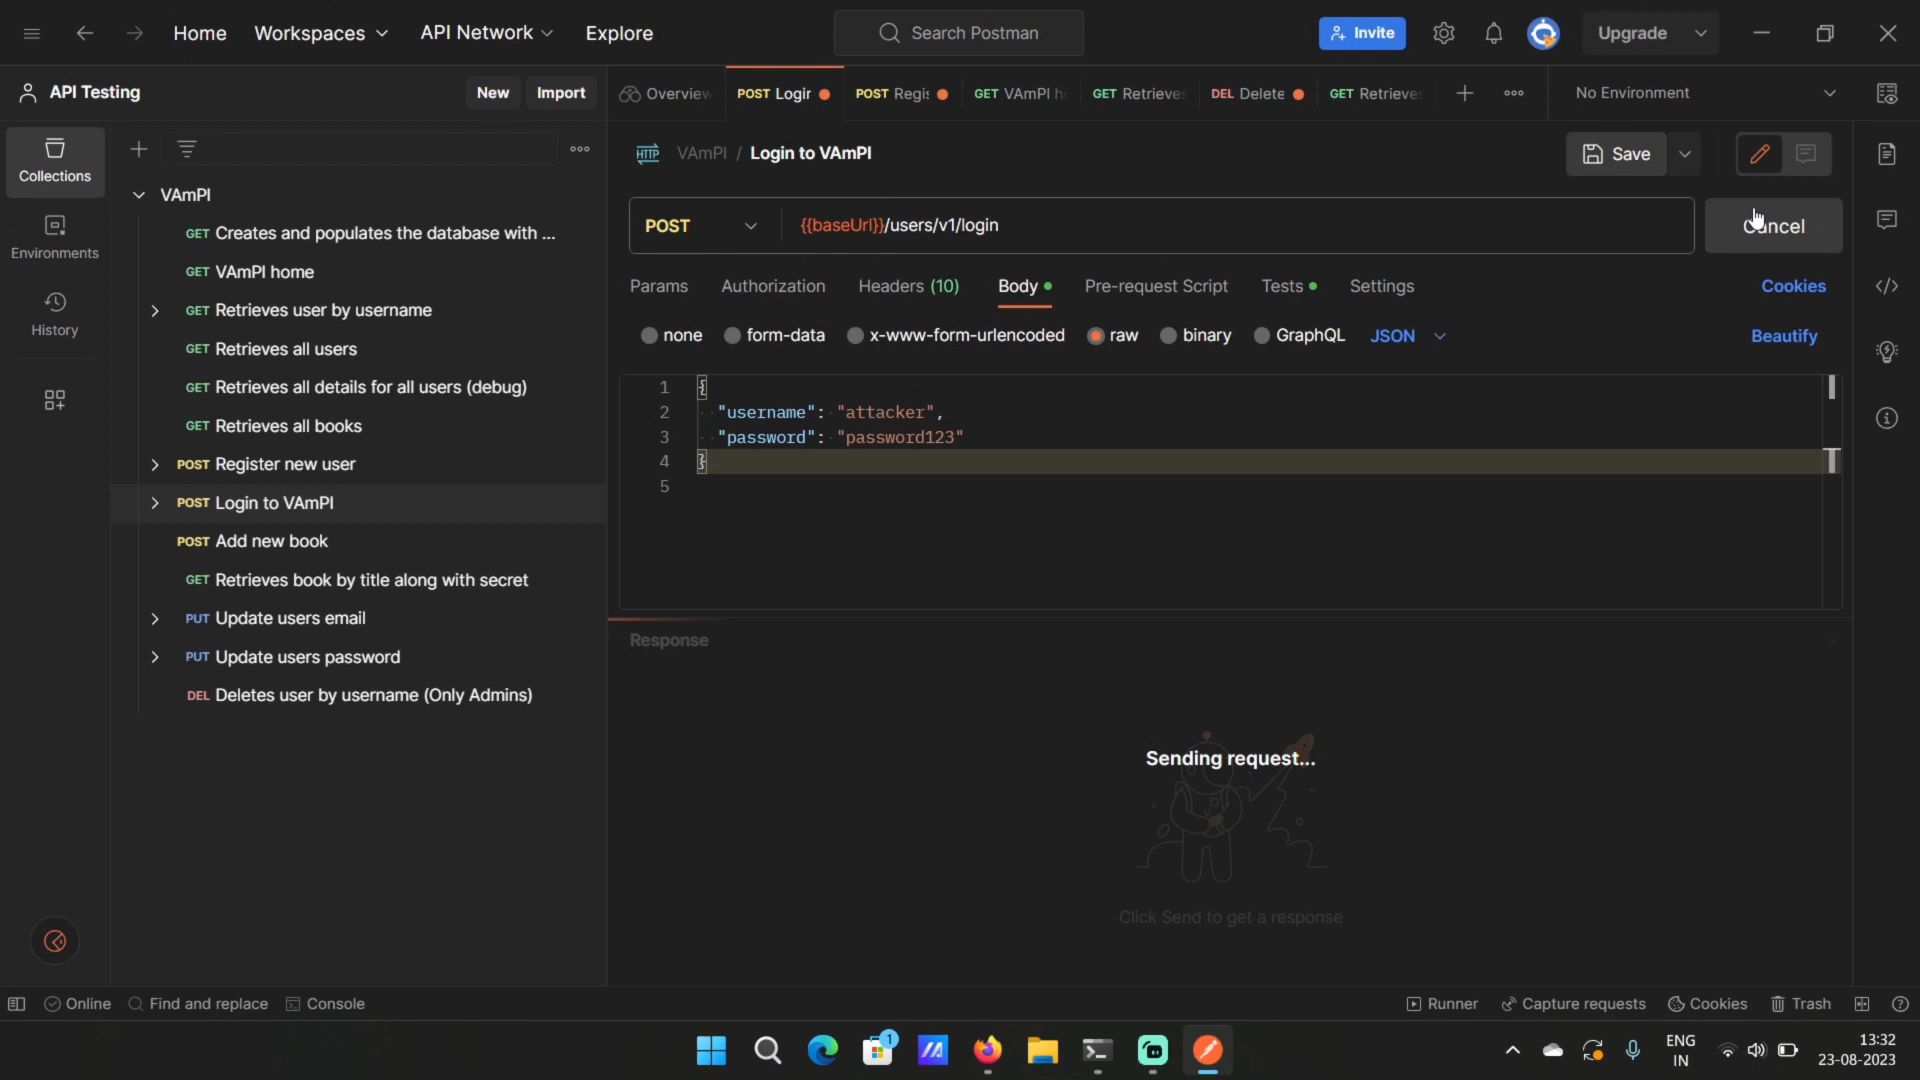 Home Workspaces API Network Explore Search Postman Invite Upgrade
API Testing New Import Overview POST Login POST Regis GET VAmPI h GET Retrieve DEL Delete GET Retrieve No Environment
Collections
Environments
History
VAmPI
GET Creates and populates the database with ...
GET VAmPI home
GET Retrieves user by username
GET Retrieves all users
GET Retrieves all details for all users (debug)
GET Retrieves all books
POST Register new user
POST Login to VAmPI
POST Add new book
GET Retrieves book by title along with secret
PUT Update users email
PUT Update users password
DEL Deletes user by username (Only Admins)
HTTP VAmPI / Login to VAmPI Save
POST {{baseUrl}}/users/v1/login Cancel
Params Authorization Headers (10) Body Pre-request Script Tests Settings Cookies
none form-data x-www-form-urlencoded raw binary GraphQL JSON Beautify
1 {
2 "username": "attacker",
3 "password": "password123"
4 }
5
Response
Sending request...
Click Send to get a response
Online Find and replace Console Runner Capture requests Cookies Trash
1
ENG
IN
13:32
23-08-2023